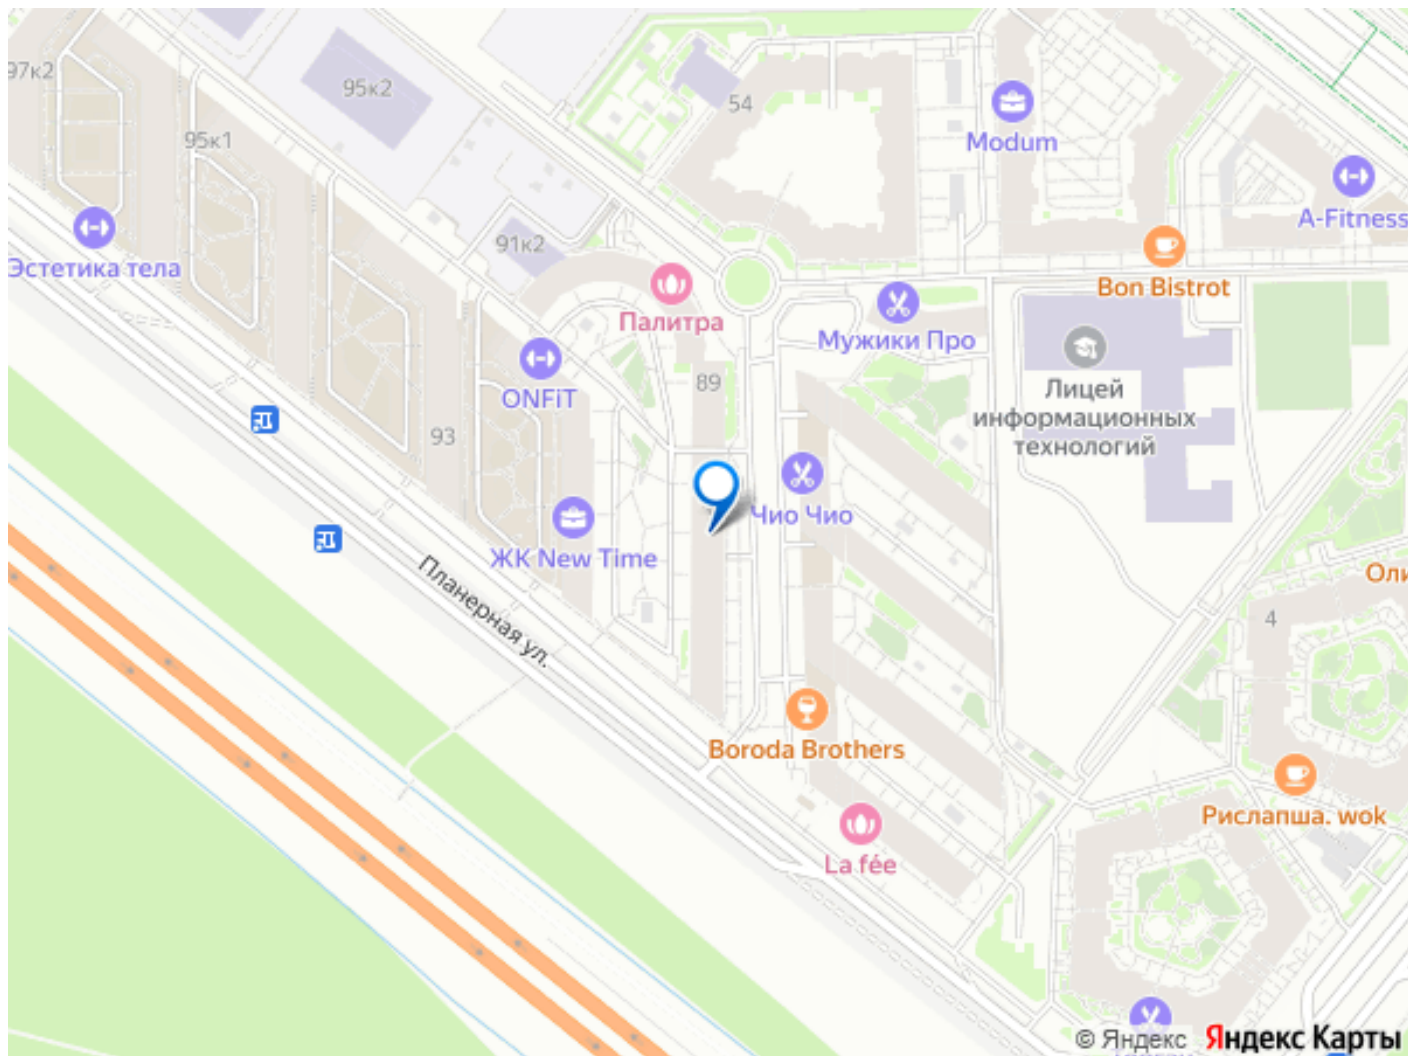 97к2
95к2
54
Modum
95к1
A-Fitness
Эстетика тела
91к2
Bon Bistrot
Палитра
Мужики Про
89
Лицей
информационных
технологий
ONFiT
93
Чио Чио
ЖК New Time
Планерная ул.
Оли
4
Boroda Brothers
Рислапша. wok
La fée
© Яндекс Яндекс Карты